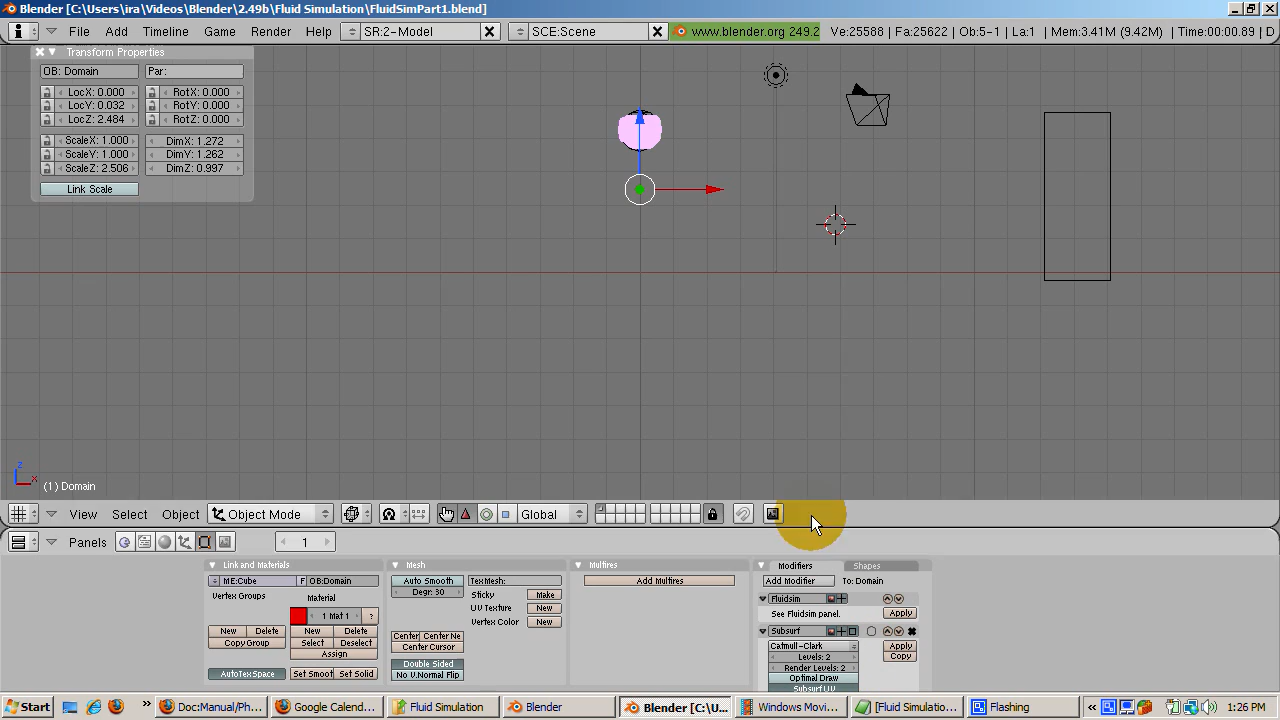 Blender [C:\Users\ira\Videos\Blender\2.49b\Fluid Simulation\FluidSimPart1.blend]
File Add Timeline Game Render Help SR:2-Model SCE:Scene www.blender.org 249.2 Ve:25588 | Fa:25622 | Ob:5-1 | La:1 | Mem:3.41M (9.42M) | Time:00:00.89 | D
Transform Properties
OB: Domain Par:
LocX: 0.000 RotX: 0.000
LocY: 0.032 RotY: 0.000
LocZ: 2.484 RotZ: 0.000
ScaleX: 1.000 DimX: 1.272
ScaleY: 1.000 DimY: 1.262
ScaleZ: 2.506 DimZ: 0.997
Link Scale
z
x
(1) Domain
View Select Object Object Mode Global
Panels 1
Link and Materials Mesh Multires Modifiers Shapes
ME:Cube F OB:Domain Auto Smooth TexMesh: Add Multires Add Modifier To: Domain
Vertex Groups Material Degr: 30 Sticky Make Fluidsim
1 Mat 1 ? UV Texture New See Fluidsim panel. Apply
New Delete New Delete Vertex Color New Subsurf
Copy Group Select Deselect Center Center Ne Catmull-Clark Apply
Assign Center Cursor Levels: 2 Copy
Double Sided Render Levels: 2
AutoTexSpace Set Smoot Set Solid No V.Normal Flip Optimal Draw
Subsurf UV
Start Doc:Manual/Ph... Google Calend... Fluid Simulation Blender Blender [C:\U... Windows Movi... [Fluid Simulatio... Flashing 1:26 PM